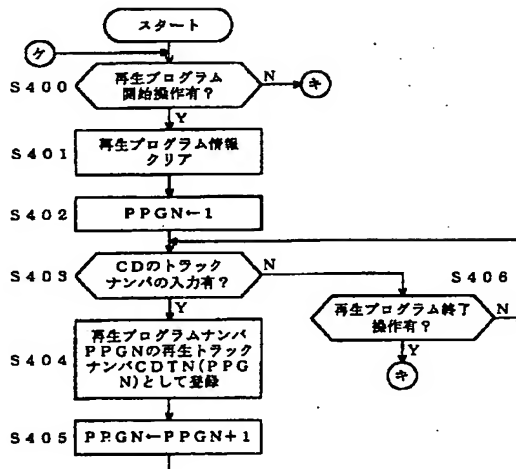 スタート
ケ
S400
再生プログラム
開始操作有?
N
キ
Y
S401
再生プログラム情報
クリア
S402
PPGN←1
S403
CDのトラック
ナンバの入力有?
N
Y
S406
再生プログラム終了
操作有?
N
Y
キ
S404
再生プログラムナンバ
PPGNの再生トラック
ナンバCDTN(PPG
N)として登録
S405
PPGN←PPGN+1